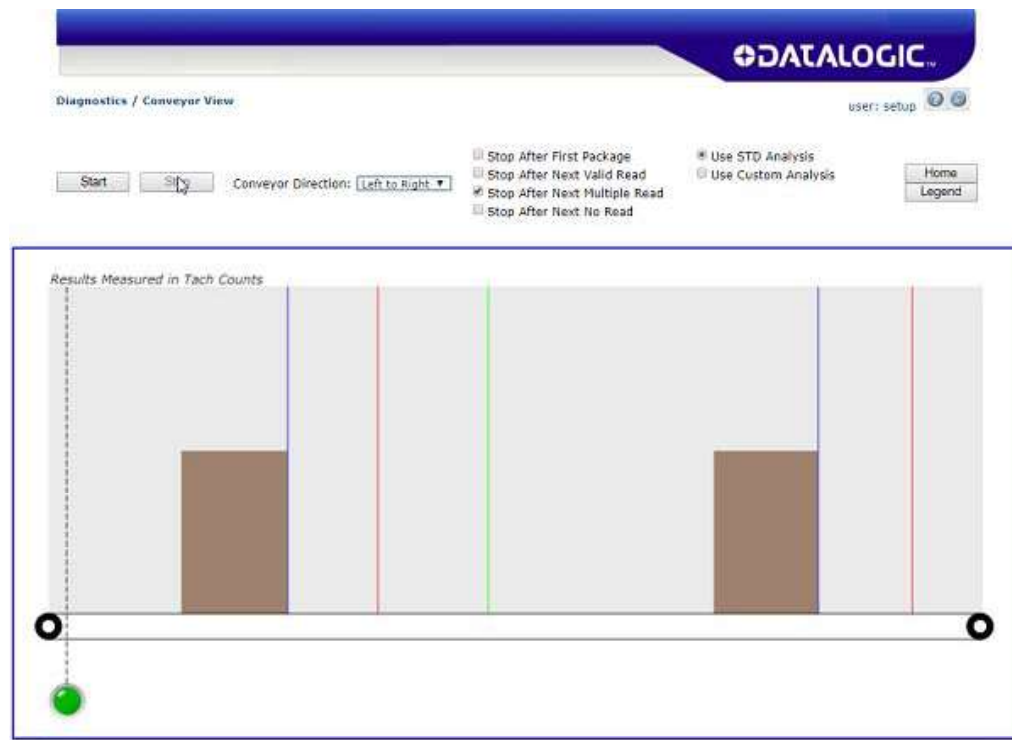 DATALOGIC™
Diagnostics / Conveyor View
user: setup
Stop After First Package
Use STD Analysis
Start
Stop
Conveyor Direction: Left to Right
Stop After Next Valid Read
Use Custom Analysis
Home
Stop After Next Multiple Read
Legend
Stop After Next No Read
Results Measured in Tach Counts